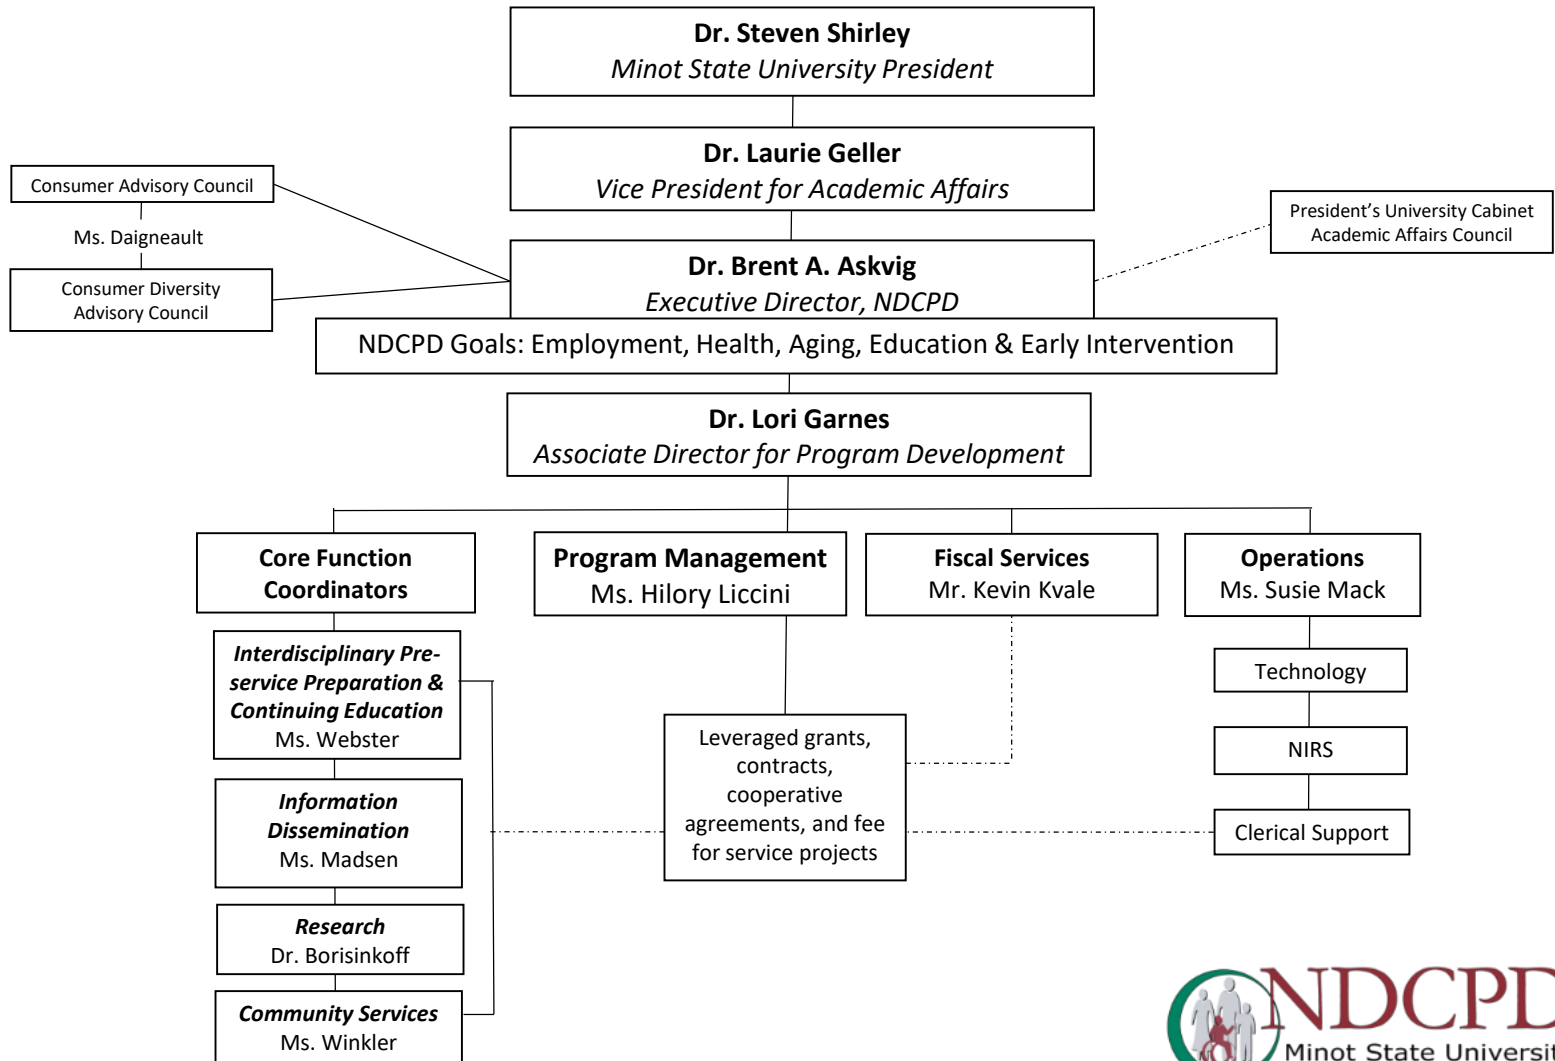 Dr. Steven Shirley
Minot State University President
Dr. Laurie Geller
Vice President for Academic Affairs
Consumer Advisory Council
Ms. Daigneault
Consumer Diversity
Advisory Council
President’s University Cabinet
Academic Affairs Council
Dr. Brent A. Askvig
Executive Director, NDCPD
NDCPD Goals: Employment, Health, Aging, Education & Early Intervention
Dr. Lori Garnes
Associate Director for Program Development
Core Function
Coordinators
Program Management
Ms. Hilory Liccini
Fiscal Services
Mr. Kevin Kvale
Operations
Ms. Susie Mack
Interdisciplinary Pre-
service Preparation &
Continuing Education
Ms. Webster
Information
Dissemination
Ms. Madsen
Research
Dr. Borisinkoff
Community Services
Ms. Winkler
Leveraged grants,
contracts,
cooperative
agreements, and fee
for service projects
Technology
NIRS
Clerical Support
NDCPD
Minot State Universit